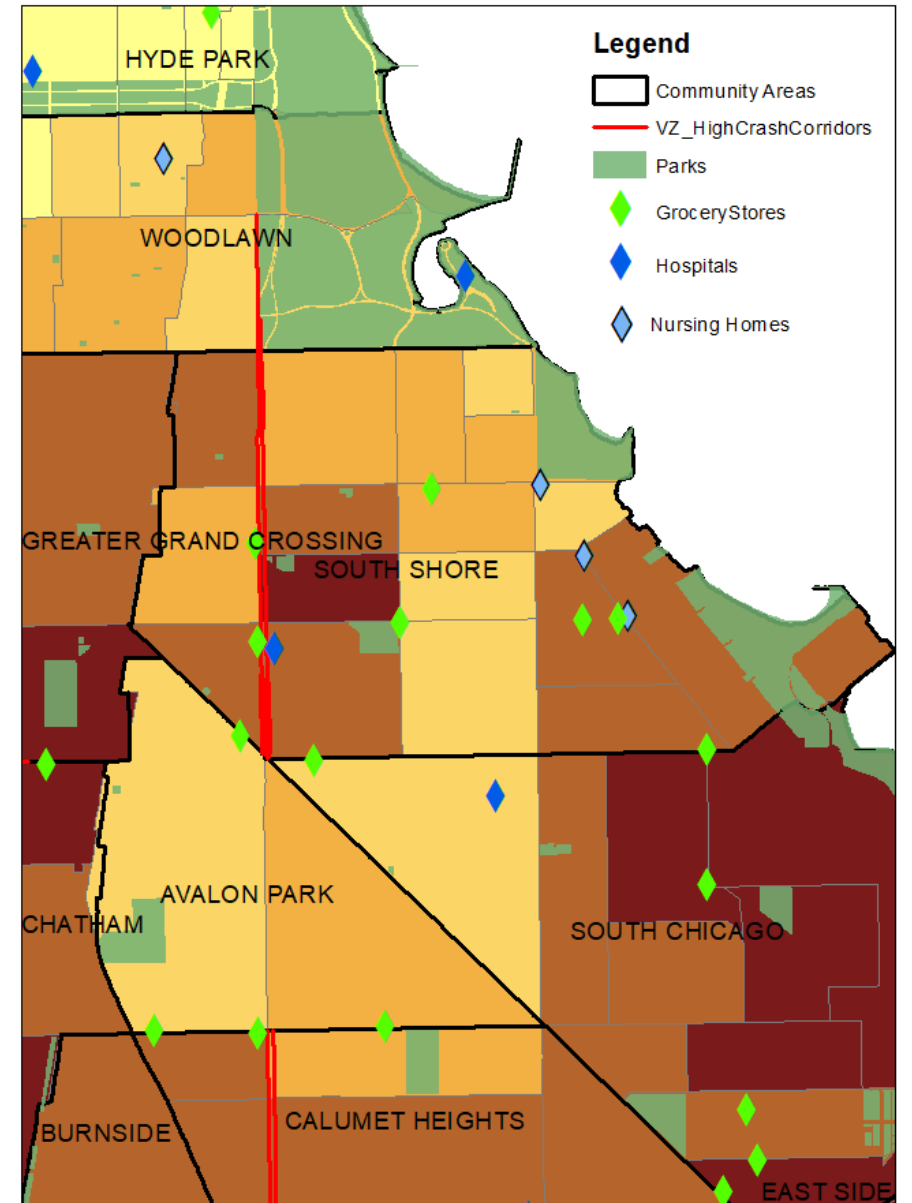 HYDE PARK
Legend
Community Areas
VZ_HighCrashCorridors
Parks
GroceryStores
Hospitals
Nursing Homes
WOODLAWN
GREATER GRAND CROSSING
SOUTH SHORE
AVALON PARK
CHATHAM
SOUTH CHICAGO
CALUMET HEIGHTS
BURNSIDE
EAST SIDE